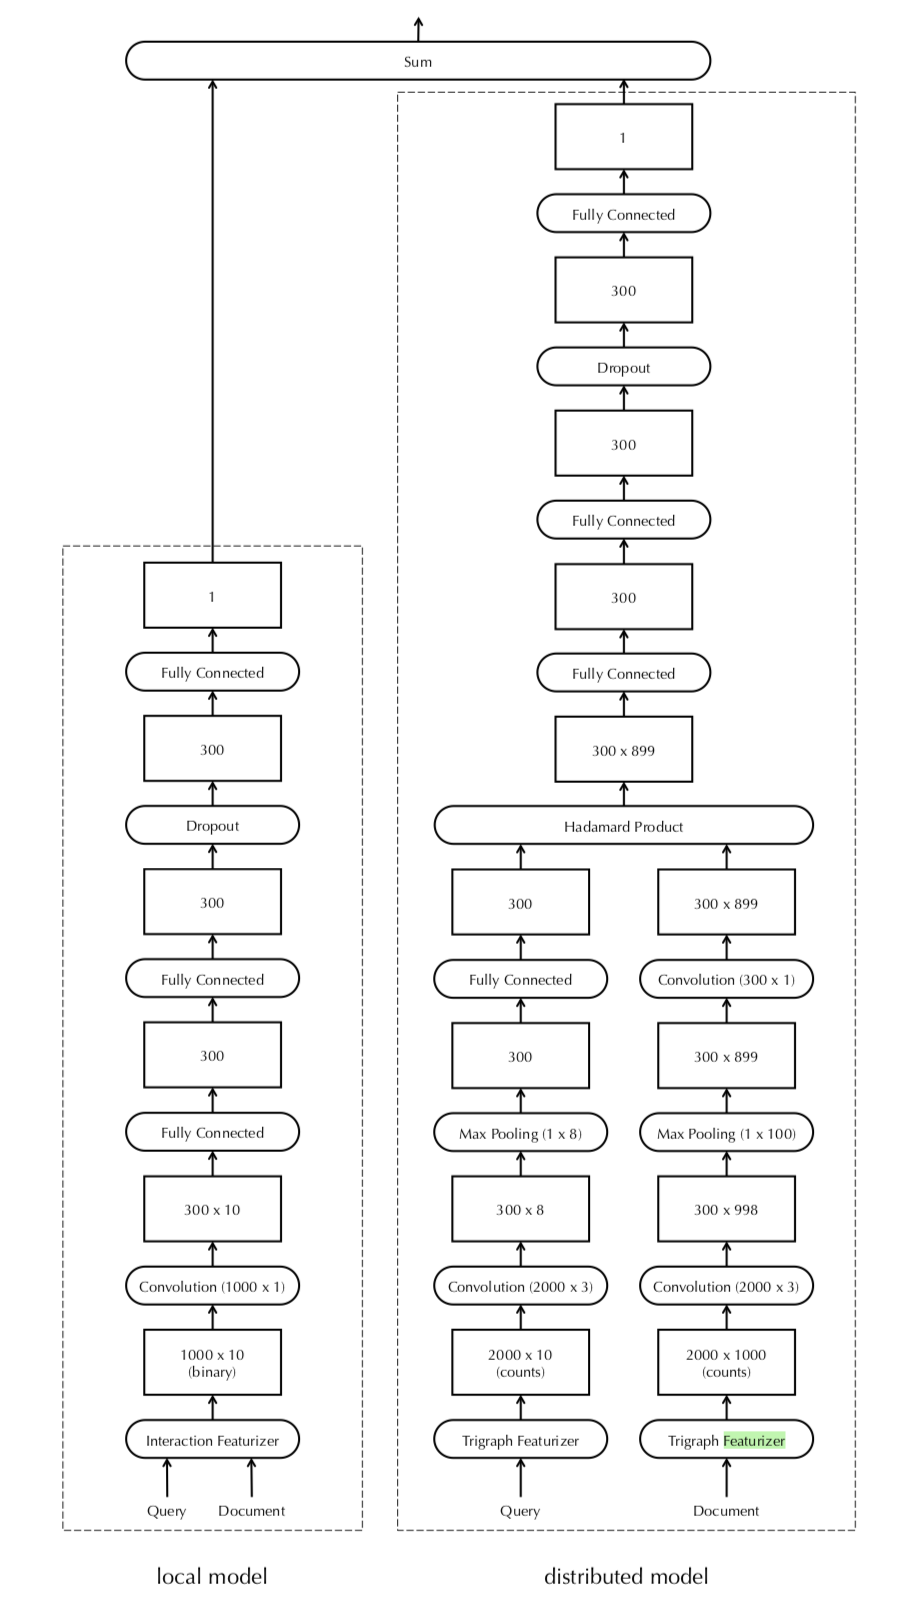 Sum
1
Fully Connected
300
Dropout
300
Fully Connected
300
Fully Connected
300 x 899
Hadamard Product
300
300 x 899
Fully Connected
Convolution (300 x 1)
300
300 x 899
Max Pooling (1 x 8)
Max Pooling (1 x 100)
300 x 8
300 x 998
Convolution (2000 x 3)
Convolution (2000 x 3)
2000 x 10
(counts)
2000 x 1000
(counts)
Trigraph Featurizer
Trigraph Featurizer
Query
Document
distributed model
1
Fully Connected
300
Dropout
300
Fully Connected
300
Fully Connected
300 x 10
Convolution (1000 x 1)
1000 x 10
(binary)
Interaction Featurizer
Query
Document
local model